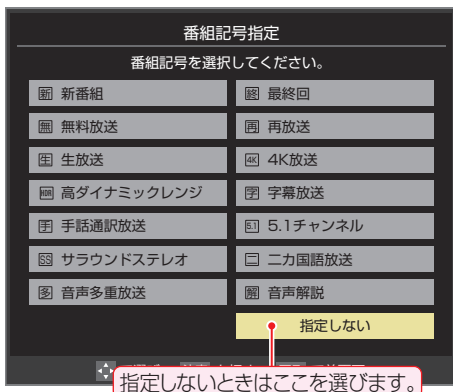 番組記号指定
番組記号を選択してください。
新 新番組
終 最終回
無 無料放送
再 再放送
生 生放送
4K 4K放送
HDR 高ダイナミックレンジ
字 字幕放送
手 手話通訳放送
5.1 5.1チャンネル
SS サラウンドステレオ
二 二カ国語放送
多 音声多重放送
解 音声解説
指定しない
指定しないときはここを選びます。